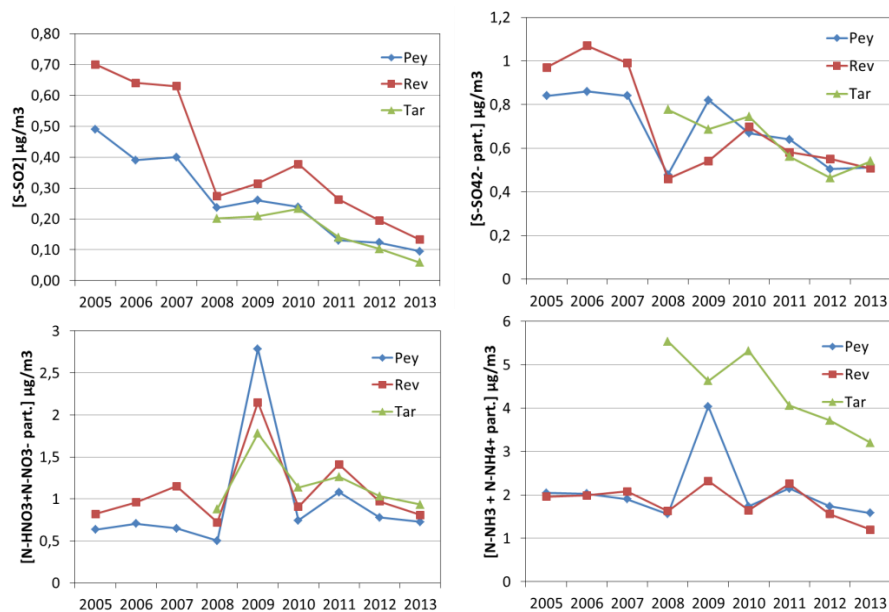 [S-SO2] µg/m3
0,80
0,70
0,60
0,50
0,40
0,30
0,20
0,10
0,00
2005 2006 2007 2008 2009 2010 2011 2012 2013
Pey
Rev
Tar
[S-SO42- part.] µg/m3
1,2
1
0,8
0,6
0,4
0,2
0
2005 2006 2007 2008 2009 2010 2011 2012 2013
Pey
Rev
Tar
[N-HNO3+N-NO3- part.] µg/m3
3
2,5
2
1,5
1
0,5
0
2005 2006 2007 2008 2009 2010 2011 2012 2013
Pey
Rev
Tar
[N-NH3 + N-NH4+ part.] µg/m3
6
5
4
3
2
1
0
2005 2006 2007 2008 2009 2010 2011 2012 2013
Pey
Rev
Tar